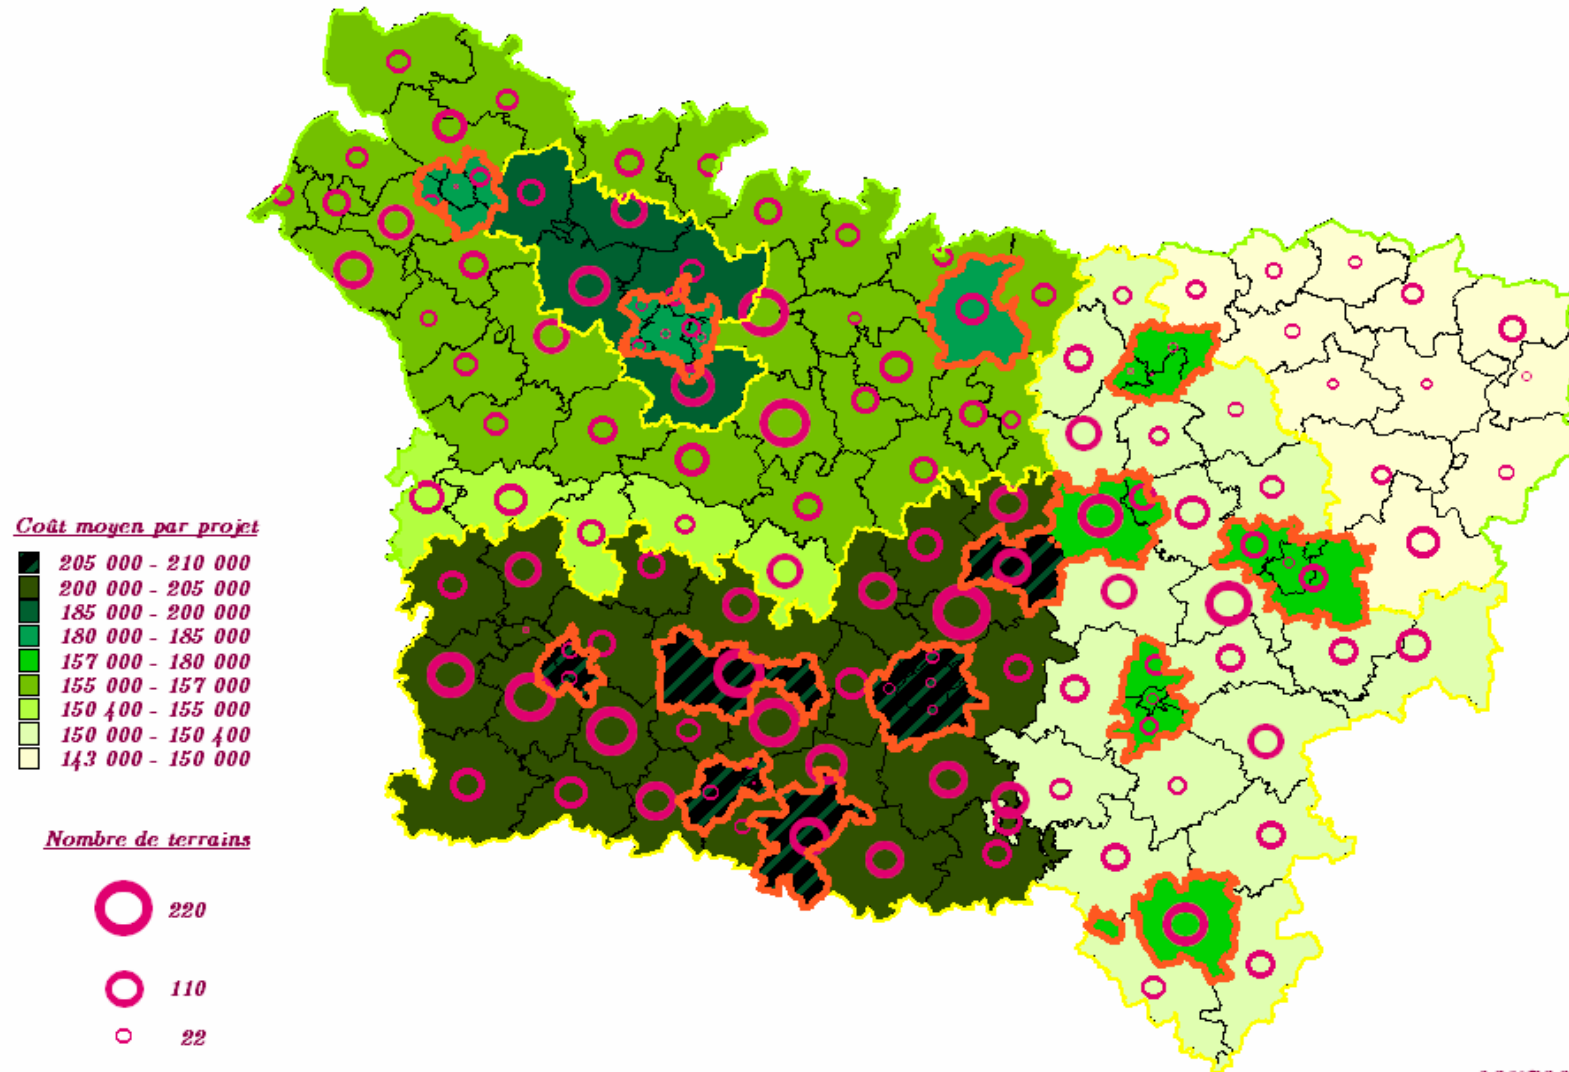 Coût moyen par projet
205 000 - 210 000
200 000 - 205 000
185 000 - 200 000
180 000 - 185 000
157 000 - 180 000
155 000 - 157 000
150 400 - 155 000
150 000 - 150 400
143 000 - 150 000
Nombre de terrains
220
110
22